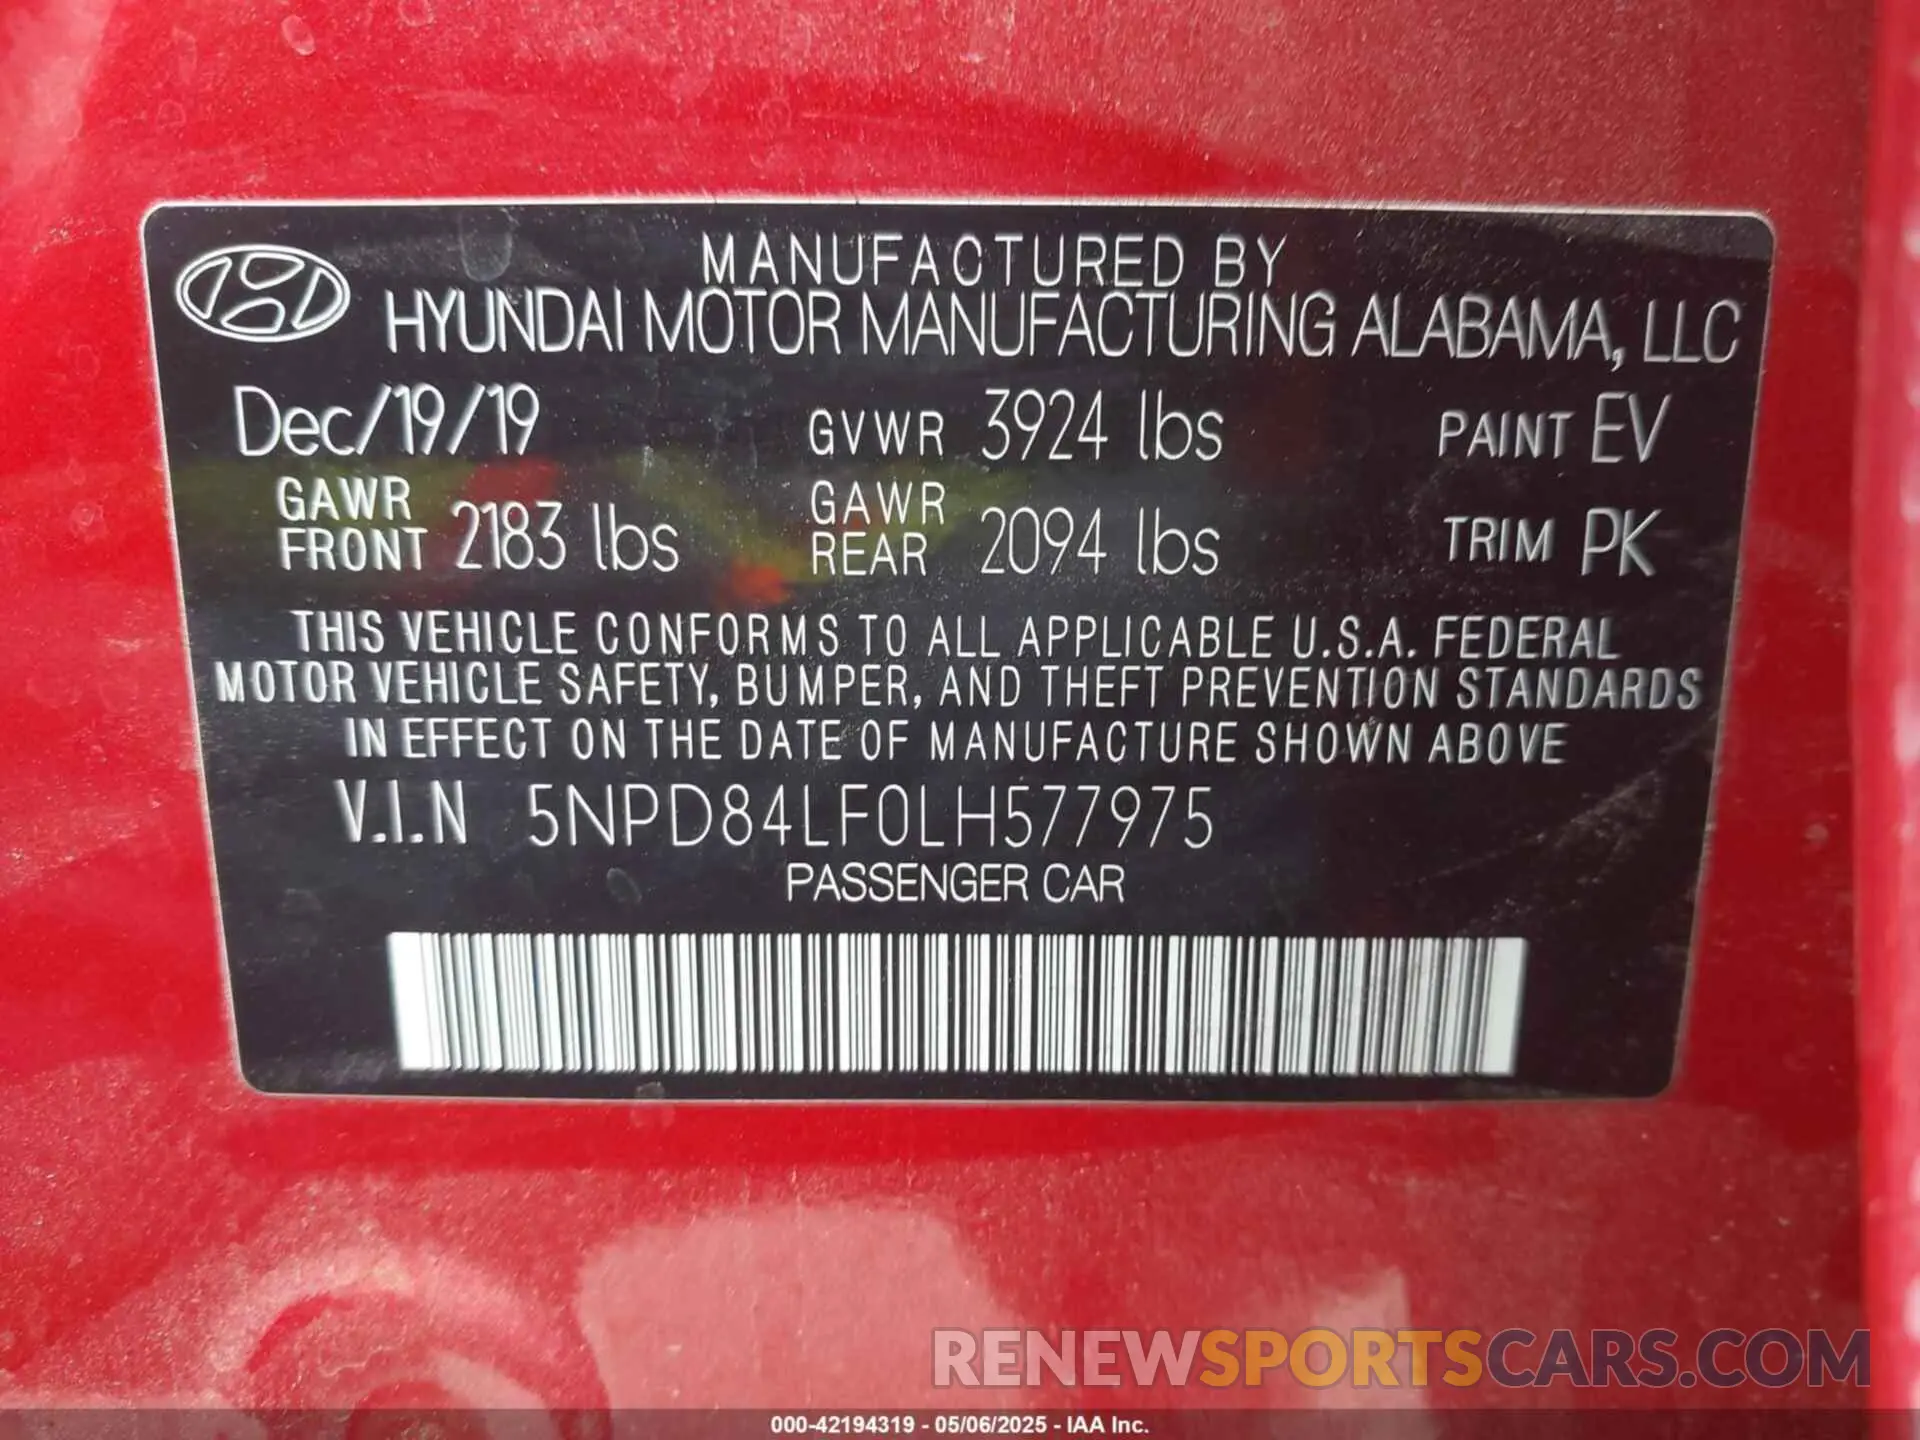 MANUFACTURED BY
HYUNDAI MOTOR MANUFACTURING ALABAMA, LLC
Dec/19/19 GVWR 3924 lbs PAINT EV
GAWR FRONT 2183 lbs GAWR REAR 2094 lbs TRIM PK
THIS VEHICLE CONFORMS TO ALL APPLICABLE U.S.A. FEDERAL
MOTOR VEHICLE SAFETY, BUMPER, AND THEFT PREVENTION STANDARDS
IN EFFECT ON THE DATE OF MANUFACTURE SHOWN ABOVE
V.I.N 5NPD84LF0LH577975
PASSENGER CAR
RENEWSPORTSCARS.COM
000-42194319 - 05/06/2025 - IAA Inc.